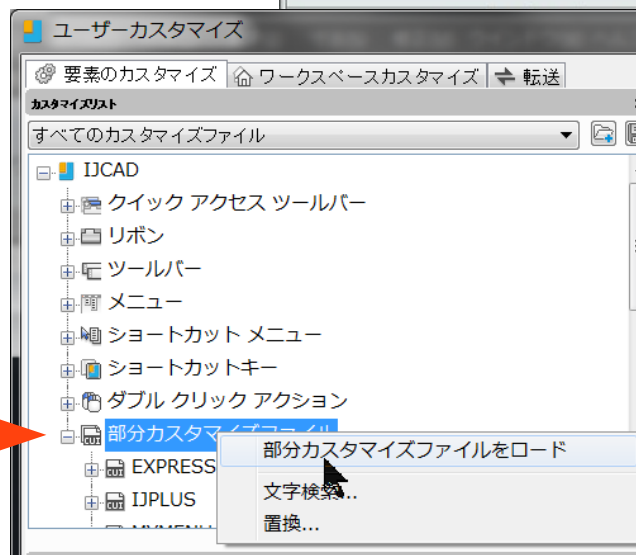 ユーザーカスタマイズ
要素のカスタマイズ ワークスペースカスタマイズ 転送
カスタマイズリスト
すべてのカスタマイズファイル
IJCAD
クイック アクセス ツールバー
リボン
ツールバー
メニュー
ショートカット メニュー
ショートカットキー
ダブル クリック アクション
部分カスタマイズファイル
部分カスタマイズファイルをロード
EXPRESS
文字検索...
IJPLUS
置換...